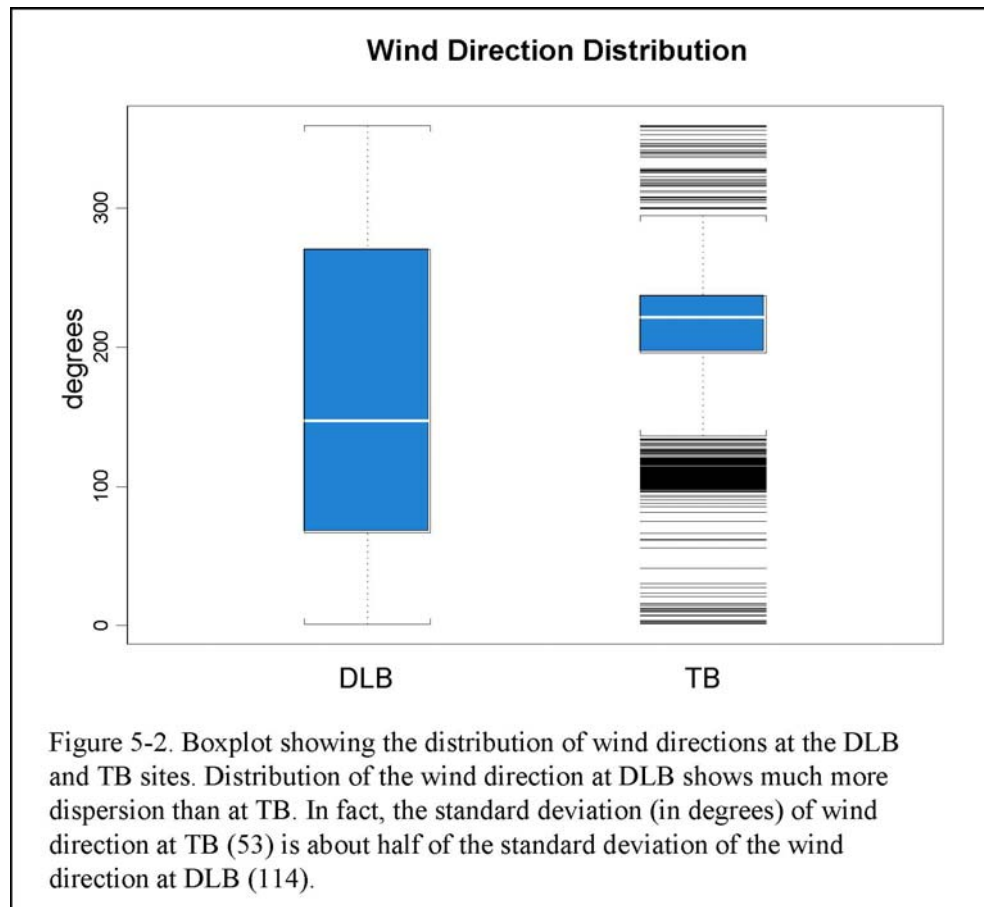 Wind Direction Distribution
degrees
300
200
100
0
DLB
TB
Figure 5-2. Boxplot showing the distribution of wind directions at the DLB
and TB sites. Distribution of the wind direction at DLB shows much more
dispersion than at TB. In fact, the standard deviation (in degrees) of wind
direction at TB (53) is about half of the standard deviation of the wind
direction at DLB (114).